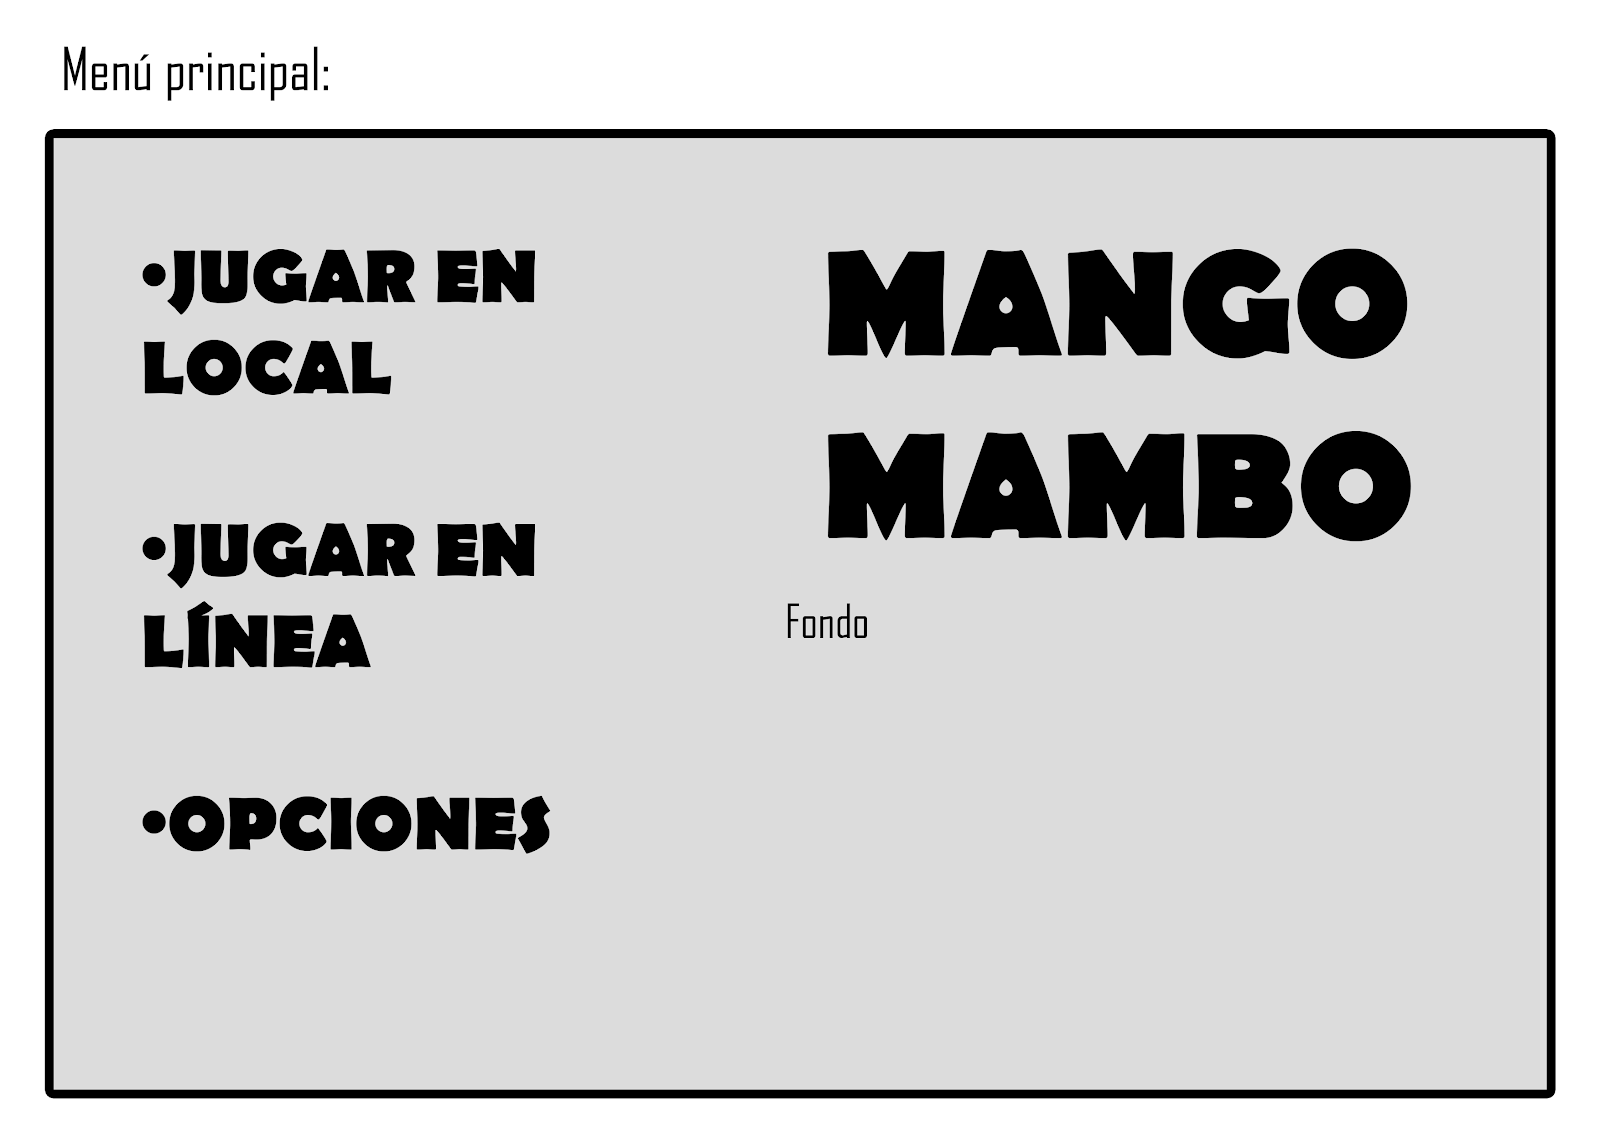 Menú principal:
•JUGAR EN
LOCAL
•JUGAR EN
LÍNEA
•OPCIONES
MANGO
MAMBO
Fondo